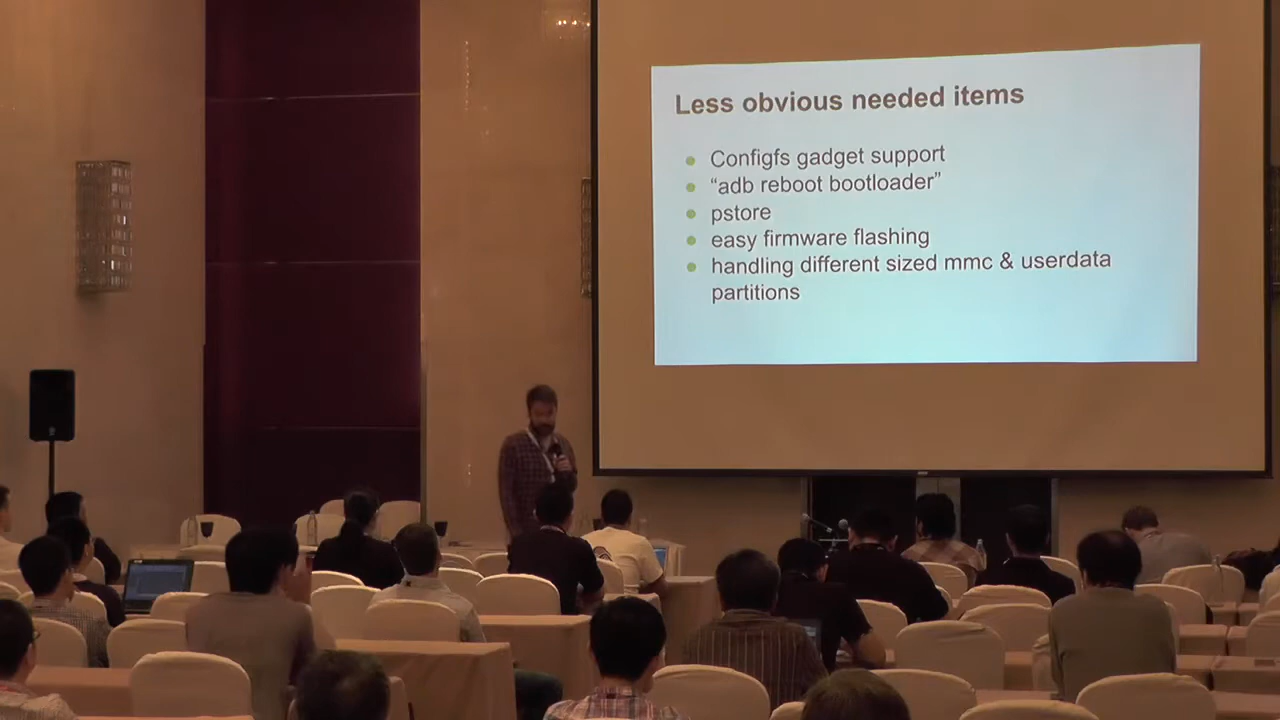 Less obvious needed items
Configfs gadget support
“adb reboot bootloader”
pstore
easy firmware flashing
handling different sized mmc & userdata
partitions